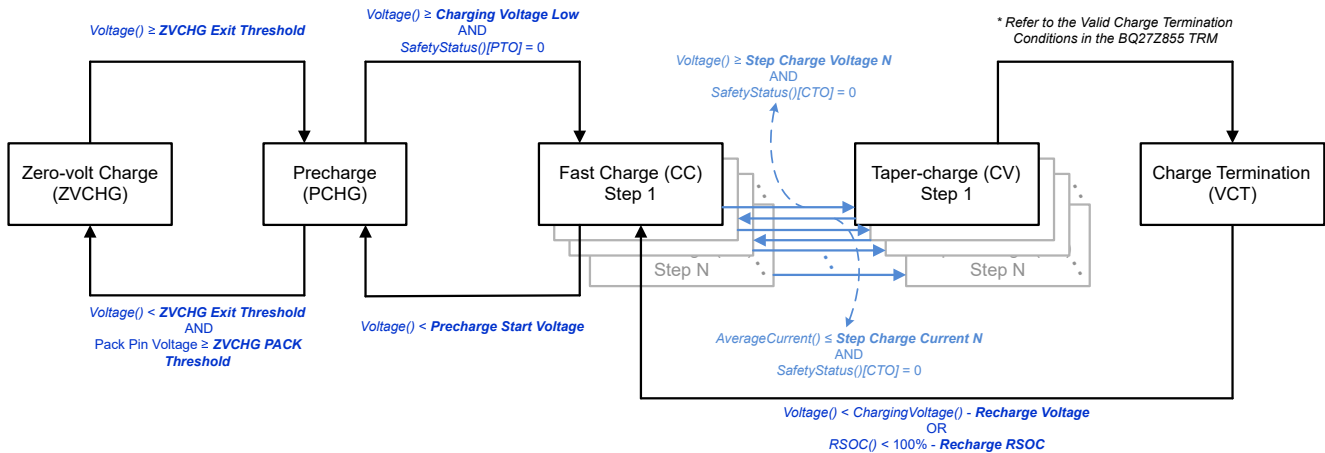 Voltage() ≥ ZVCHG Exit Threshold
Voltage() ≥ Charging Voltage Low
AND
SafetyStatus()[PTO] = 0
Voltage() ≥ Step Charge Voltage N
AND
SafetyStatus()[CTO] = 0
* Refer to the Valid Charge Termination
Conditions in the BQ27Z855 TRM
Zero-volt Charge
(ZVCHG)
Precharge
(PCHG)
Fast Charge (CC)
Step 1
Step N
Taper-charge (CV)
Step 1
Step N
Charge Termination
(VCT)
Voltage() < ZVCHG Exit Threshold
AND
Pack Pin Voltage ≥ ZVCHG PACK
Threshold
Voltage() < Precharge Start Voltage
AverageCurrent() ≤ Step Charge Current N
AND
SafetyStatus()[CTO] = 0
Voltage() < ChargingVoltage() - Recharge Voltage
OR
RSOC() < 100% - Recharge RSOC